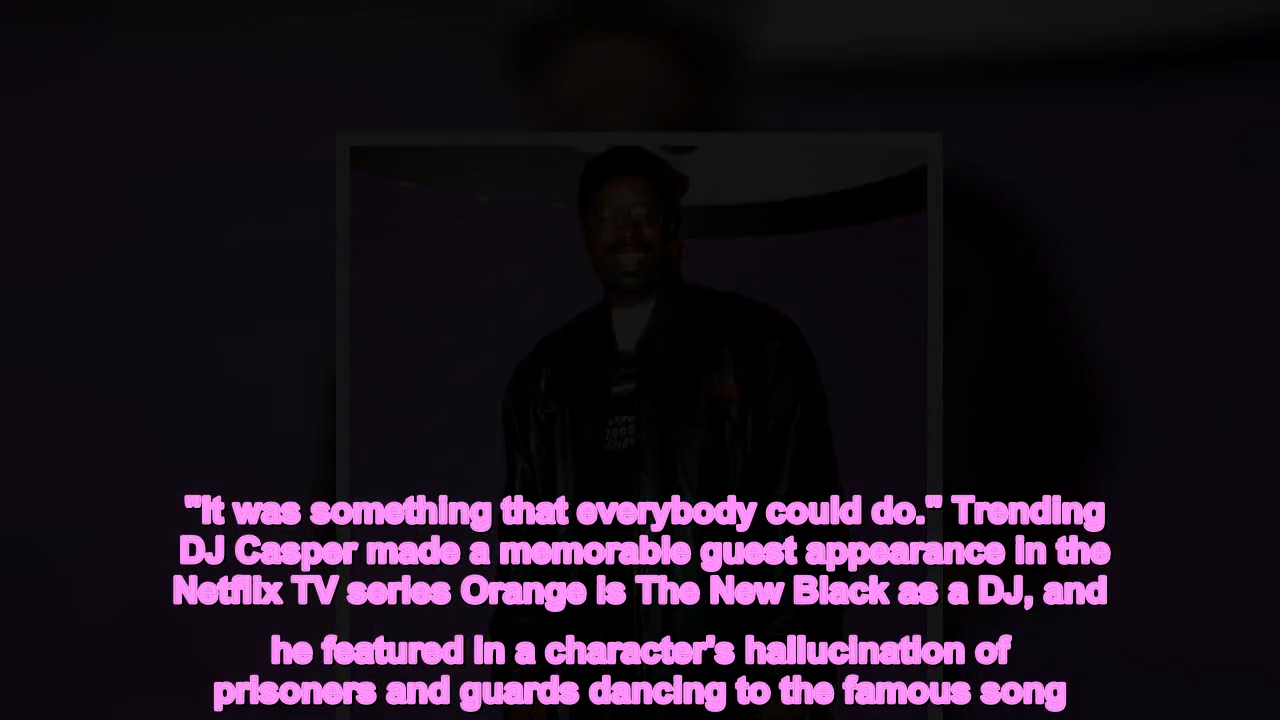 "It was something that everybody could do." Trending
DJ Casper made a memorable guest appearance in the
Netflix TV series Orange is The New Black as a DJ, and
he featured in a character's hallucination of
prisoners and guards dancing to the famous song